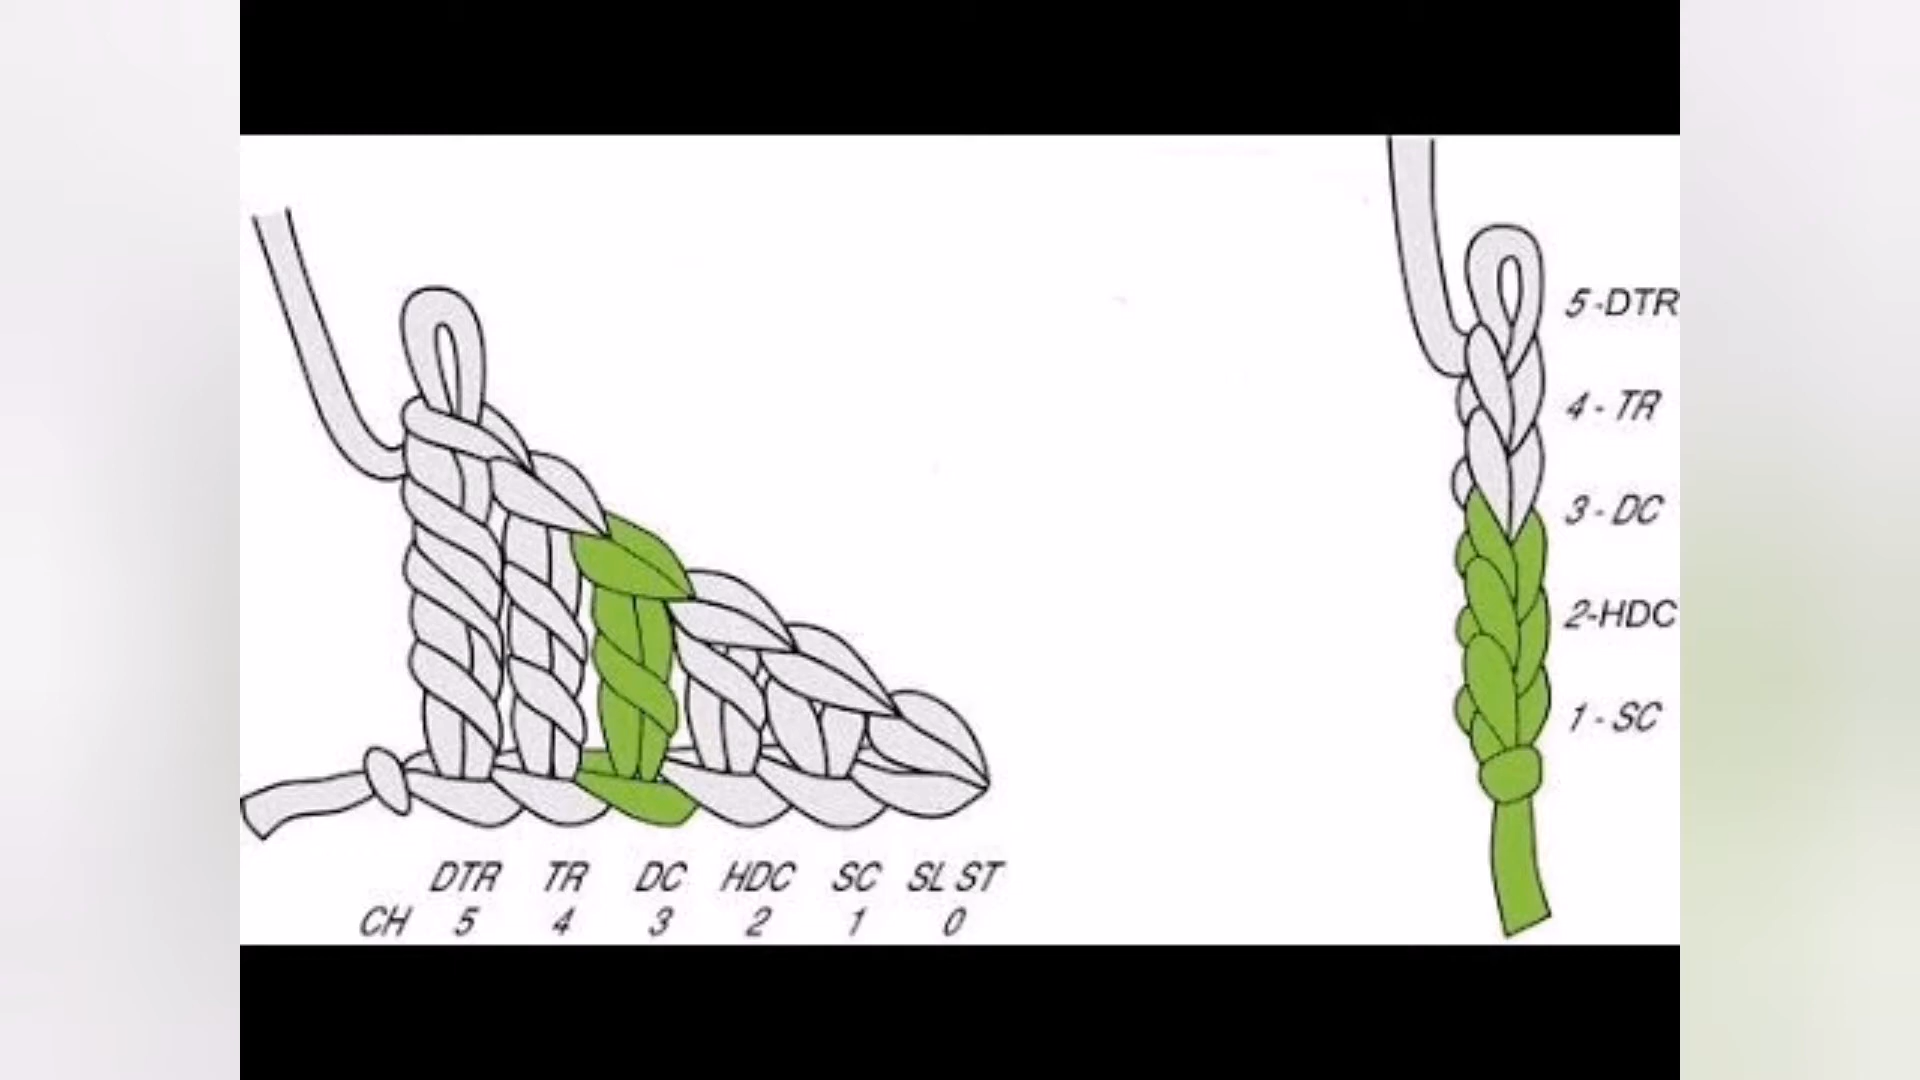 5-DTR
4 - TR
3 - DC
2-HDC
1 - SC
DTR TR DC HDC SC SL ST
CH 5 4 3 2 1 0